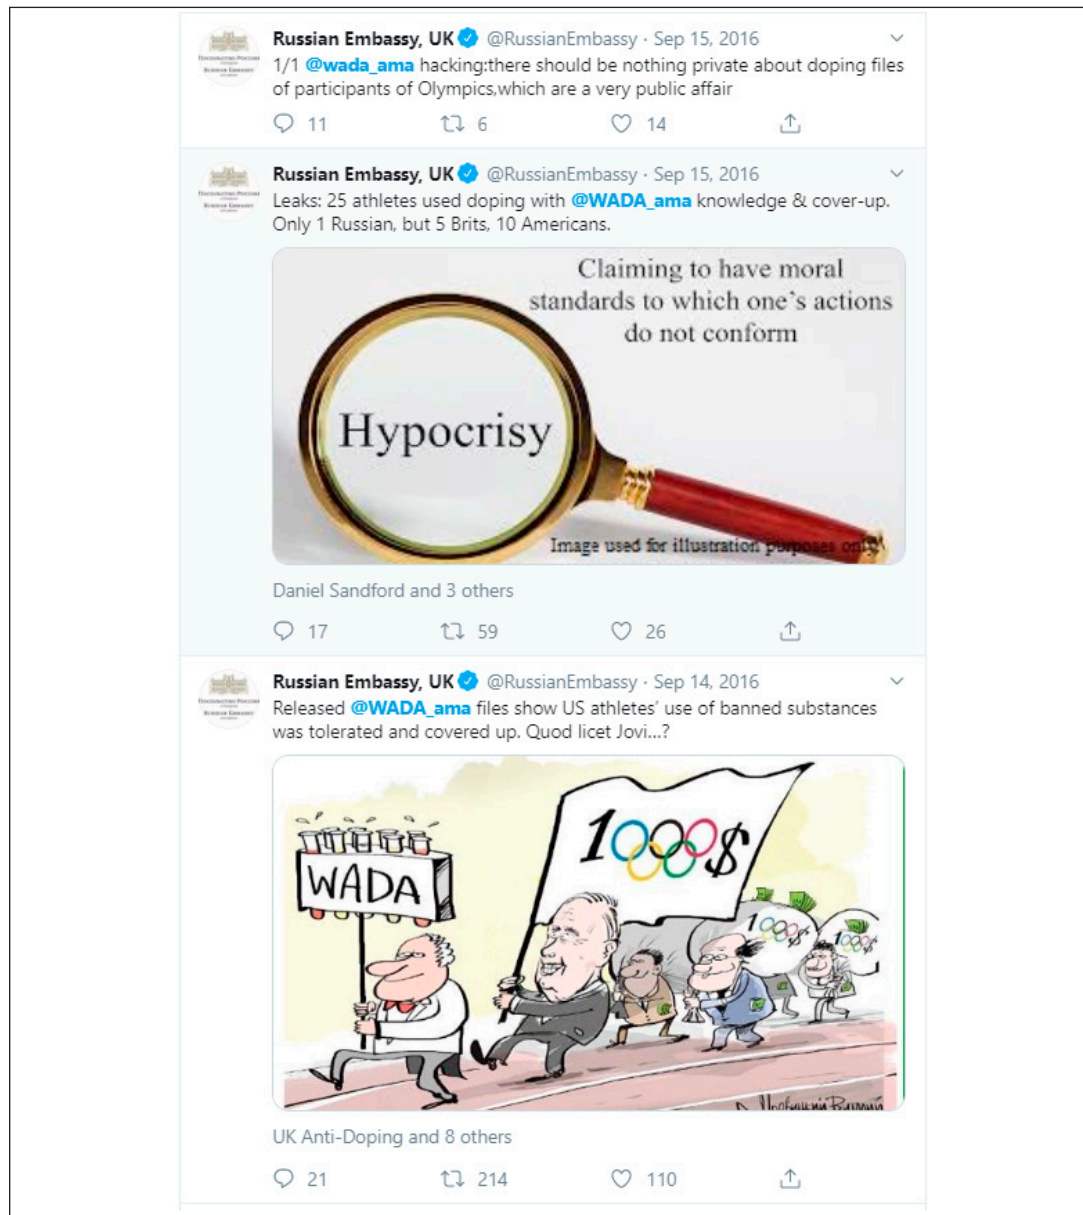 Russian Embassy, UK @RussianEmbassy · Sep 15, 2016
1/1 @wada_ama hacking:there should be nothing private about doping files
of participants of Olympics,which are a very public affair
11 6 14
Russian Embassy, UK @RussianEmbassy · Sep 15, 2016
Leaks: 25 athletes used doping with @WADA_ama knowledge & cover-up.
Only 1 Russian, but 5 Brits, 10 Americans.
Claiming to have moral
standards to which one's actions
do not conform
Hypocrisy
Image used for illustration purposes only
Daniel Sandford and 3 others
17 59 26
Russian Embassy, UK @RussianEmbassy · Sep 14, 2016
Released @WADA_ama files show US athletes' use of banned substances
was tolerated and covered up. Quod licet Jovi...?
1000$
WADA
1000$
1000$
UK Anti-Doping and 8 others
21 214 110